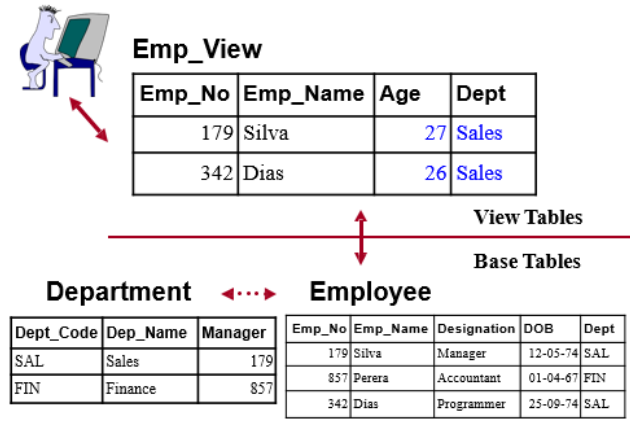 Emp_View
Emp_No Emp_Name Age Dept
179 Silva 27 Sales
342 Dias 26 Sales
View Tables
Base Tables
Department Employee
Dept_Code Dep_Name Manager
SAL Sales 179
FIN Finance 857
Emp_No Emp_Name Designation DOB Dept
179 Silva Manager 12-05-74 SAL
857 Perera Accountant 01-04-67 FIN
342 Dias Programmer 25-09-74 SAL